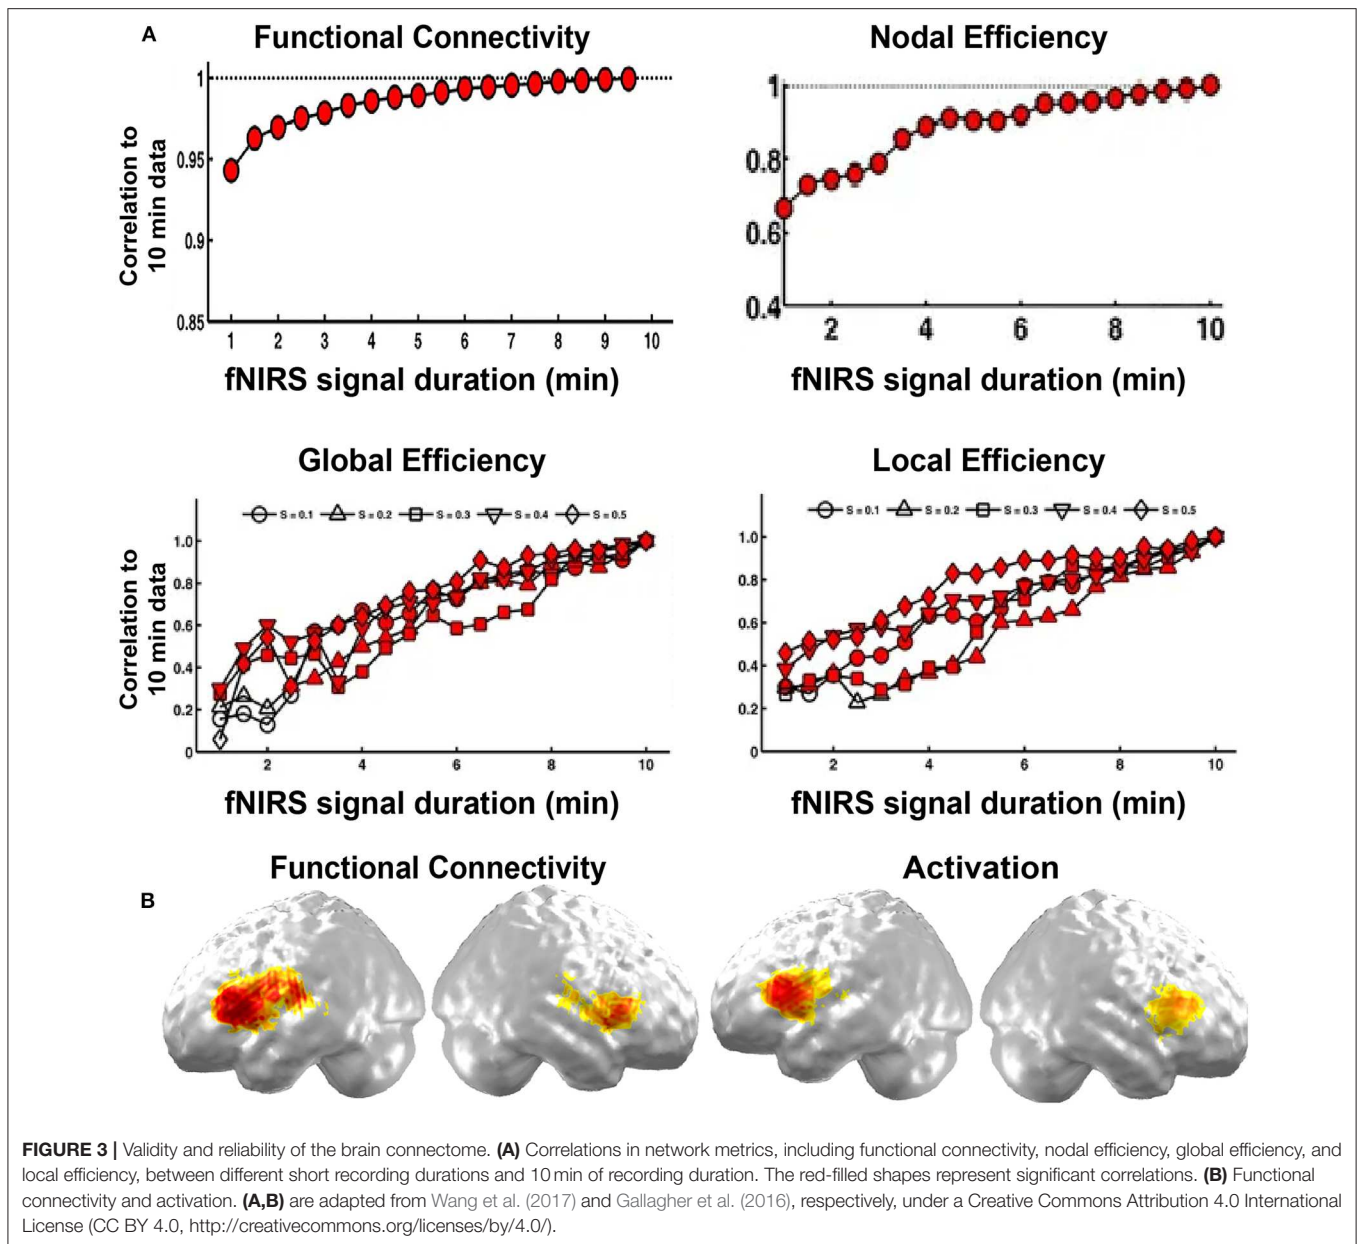 A
Functional Connectivity
Nodal Efficiency
Correlation to
10 min data
1
0.95
0.9
0.85
1 2 3 4 5 6 7 8 9 10
fNIRS signal duration (min)
1
0.8
0.6
0.4
2 4 6 8 10
fNIRS signal duration (min)
Global Efficiency
Local Efficiency
Correlation to
10 min data
S = 0.1 S = 0.2 S = 0.3 S = 0.4 S = 0.5
1.0
0.8
0.6
0.4
0.2
0
2 4 6 8 10
fNIRS signal duration (min)
S = 0.1 S = 0.2 S = 0.3 S = 0.4 S = 0.5
1.0
0.8
0.6
0.4
0.2
0
2 4 6 8 10
fNIRS signal duration (min)
B
Functional Connectivity
Activation
FIGURE 3 | Validity and reliability of the brain connectome. (A) Correlations in network metrics, including functional connectivity, nodal efficiency, global efficiency, and
local efficiency, between different short recording durations and 10 min of recording duration. The red-filled shapes represent significant correlations. (B) Functional
connectivity and activation. (A,B) are adapted from Wang et al. (2017) and Gallagher et al. (2016), respectively, under a Creative Commons Attribution 4.0 International
License (CC BY 4.0, http://creativecommons.org/licenses/by/4.0/).